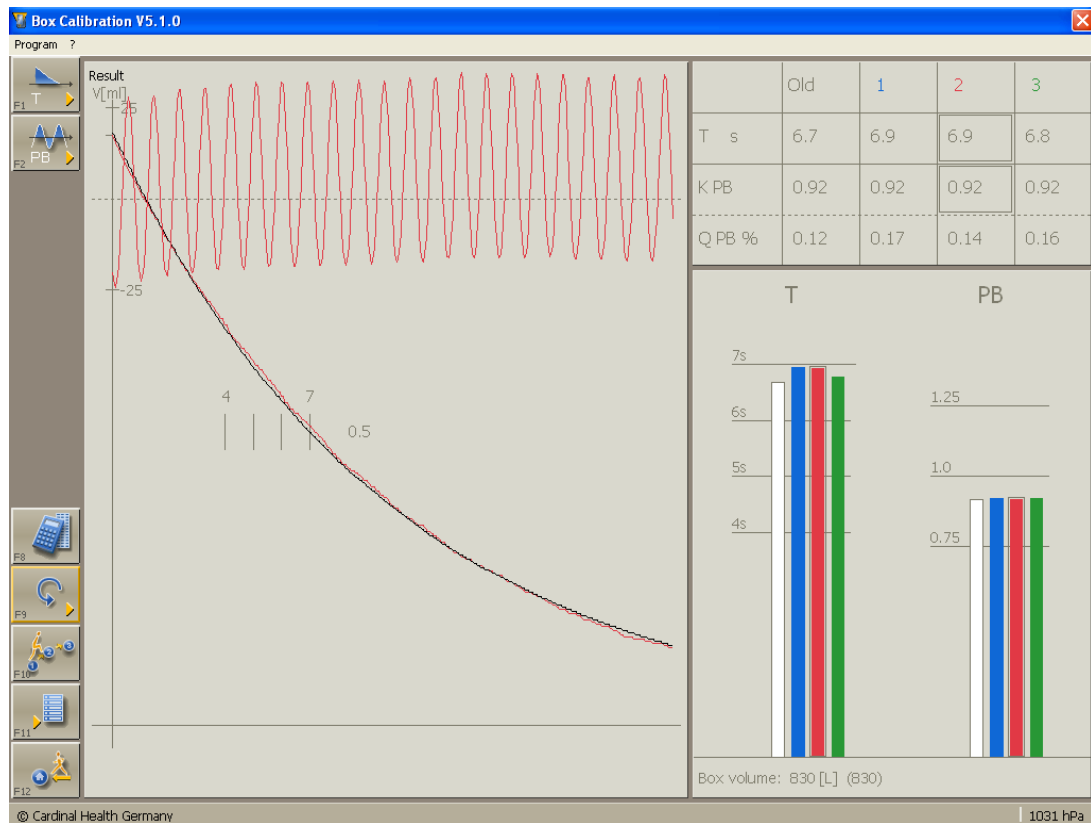 Box Calibration V5.1.0
Program ?
F1 T
F2 PB
F8
F9
F10 1 2 3
F11
F12
Result
V[ml]
25
-25
4 7
0.5
Old 1 2 3
T s 6.7 6.9 6.9 6.8
K PB 0.92 0.92 0.92 0.92
Q PB % 0.12 0.17 0.14 0.16
T PB
7s
6s
5s
4s
1.25
1.0
0.75
Box volume: 830 [L] (830)
© Cardinal Health Germany
1031 hPa